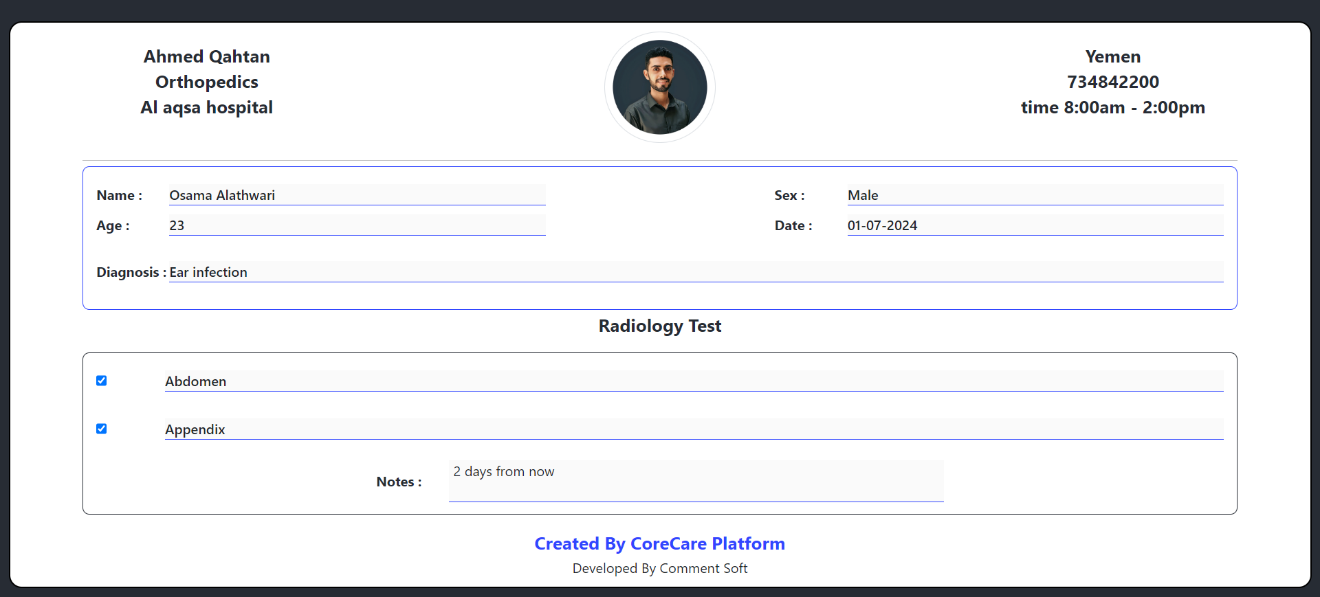 Ahmed Qahtan
Orthopedics
Al aqsa hospital
Yemen
734842200
time 8:00am - 2:00pm
Name : Osama Alathwari
Sex : Male
Age : 23
Date : 01-07-2024
Diagnosis : Ear infection
Radiology Test
Abdomen
Appendix
Notes : 2 days from now
Created By CoreCare Platform
Developed By Comment Soft